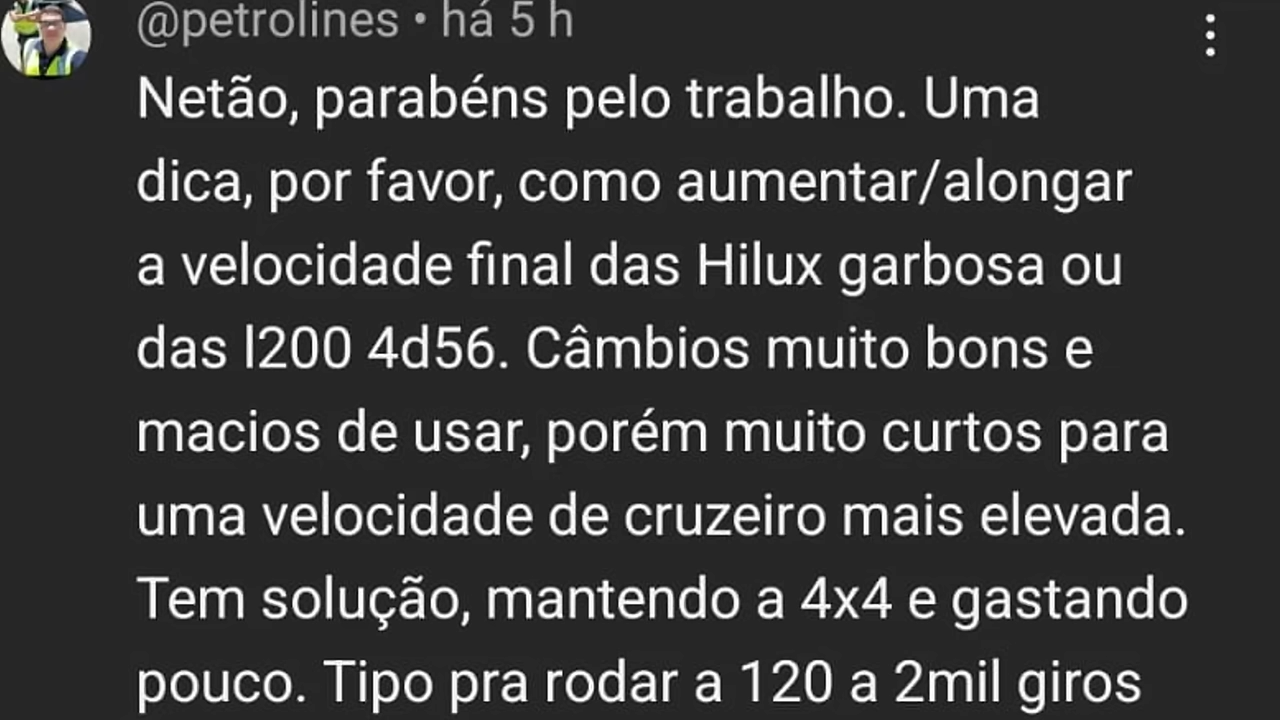 @petrolines • há 5 h
Netão, parabéns pelo trabalho. Uma
dica, por favor, como aumentar/alongar
a velocidade final das Hilux garbosa ou
das l200 4d56. Câmbios muito bons e
macios de usar, porém muito curtos para
uma velocidade de cruzeiro mais elevada.
Tem solução, mantendo a 4x4 e gastando
pouco. Tipo pra rodar a 120 a 2mil giros